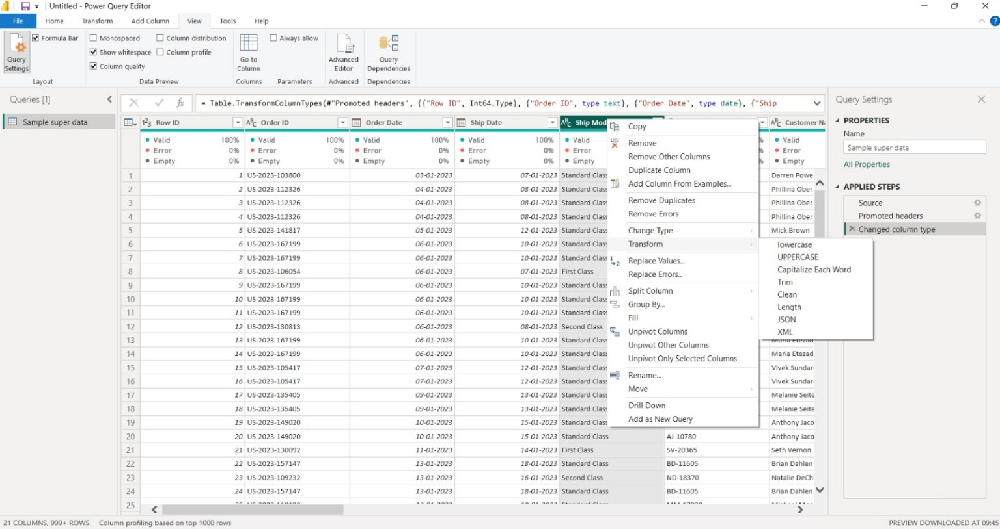 Untitled - Power Query Editor
File Home Transform Add Column View Tools Help
Query Settings
Formula Bar
Layout
Monospaced
Show whitespace
Column quality
Column distribution
Column profile
Data Preview
Go to Column
Columns
Always allow
Parameters
Advanced Editor
Advanced
Query Dependencies
Dependencies
Queries [1]
Sample super data
= Table.TransformColumnTypes(#"Promoted headers", {{"Row ID", Int64.Type}, {"Order ID", type text}, {"Order Date", type date}, {"Ship
Row ID Order ID Order Date Ship Date Ship Mod Customer Na
Valid 100% Valid 100% Valid 100% Valid 100% Valid Valid
Error 0% Error 0% Error 0% Error 0% Error Error
Empty 0% Empty 0% Empty 0% Empty 0% Empty Empty
1 1 US-2023-103800 03-01-2023 07-01-2023 Standard Class Darren Power
2 2 US-2023-112326 04-01-2023 08-01-2023 Standard Class Phillina Ober
3 3 US-2023-112326 04-01-2023 08-01-2023 Standard Class Phillina Ober
4 4 US-2023-112326 04-01-2023 08-01-2023 Standard Class Phillina Ober
5 5 US-2023-141817 05-01-2023 12-01-2023 Standard Class Mick Brown
6 6 US-2023-167199 06-01-2023 10-01-2023 Standard Clas
7 7 US-2023-167199 06-01-2023 10-01-2023 Standard Clas
8 8 US-2023-106054 06-01-2023 07-01-2023 First Class
9 9 US-2023-167199 06-01-2023 10-01-2023 Standard Clas
10 10 US-2023-167199 06-01-2023 10-01-2023 Standard Clas
11 11 US-2023-167199 06-01-2023 10-01-2023 Standard Clas
12 12 US-2023-130813 06-01-2023 08-01-2023 Second Class
13 13 US-2023-167199 06-01-2023 10-01-2023 Standard Clas Maria Etezad
14 14 US-2023-167199 06-01-2023 10-01-2023 Standard Clas Maria Etezad
15 15 US-2023-105417 07-01-2023 12-01-2023 Standard Clas Vivek Sundar
16 16 US-2023-105417 07-01-2023 12-01-2023 Standard Clas Vivek Sundar
17 17 US-2023-135405 09-01-2023 13-01-2023 Standard Clas Melanie Seite
18 18 US-2023-135405 09-01-2023 13-01-2023 Standard Clas Melanie Seite
19 19 US-2023-149020 10-01-2023 15-01-2023 Standard Clas Anthony Jaco
20 20 US-2023-149020 10-01-2023 15-01-2023 Standard Class AJ-10780 Anthony Jaco
21 21 US-2023-130092 11-01-2023 14-01-2023 First Class SV-20365 Seth Vernon
22 22 US-2023-157147 13-01-2023 18-01-2023 Standard Class BD-11605 Brian Dahlen
23 23 US-2023-109232 13-01-2023 16-01-2023 Second Class ND-18370 Natalie DeCh
24 24 US-2023-157147 13-01-2023 18-01-2023 Standard Class BD-11605 Brian Dahlen
25
Copy
Remove
Remove Other Columns
Duplicate Column
Add Column From Examples...
Remove Duplicates
Remove Errors
Change Type
Transform
Replace Values...
Replace Errors...
Split Column
Group By...
Fill
Unpivot Columns
Unpivot Other Columns
Unpivot Only Selected Columns
Rename...
Move
Drill Down
Add as New Query
lowercase
UPPERCASE
Capitalize Each Word
Trim
Clean
Length
JSON
XML
Query Settings
PROPERTIES
Name
Sample super data
All Properties
APPLIED STEPS
Source
Promoted headers
Changed column type
21 COLUMNS, 999+ ROWS Column profiling based on top 1000 rows PREVIEW DOWNLOADED AT 09:45